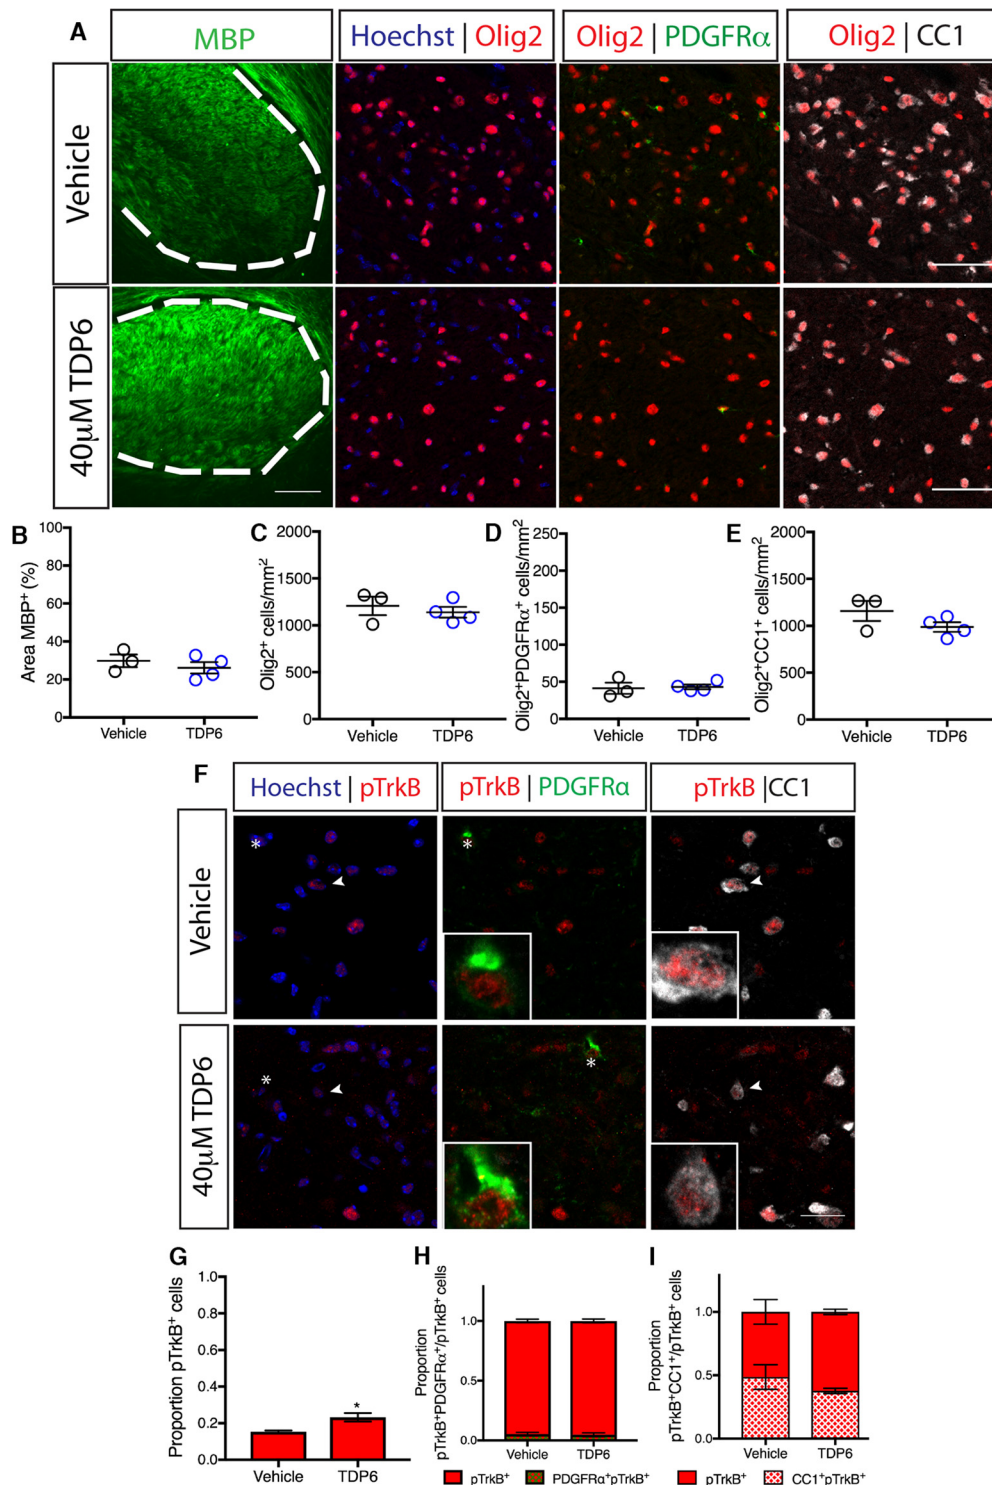 A
MBP
Hoechst | Olig2
Olig2 | PDGFRα
Olig2 | CC1
Vehicle
40μM TDP6
B
Area MBP⁺ (%)
100
80
60
40
20
0
Vehicle
TDP6
C
Olig2⁺ cells/mm²
2000
1500
1000
500
0
Vehicle
TDP6
D
Olig2⁺PDGFRα⁺ cells/mm²
250
200
150
100
50
0
Vehicle
TDP6
E
Olig2⁺CC1⁺ cells/mm²
2000
1500
1000
500
0
Vehicle
TDP6
F
Hoechst | pTrkB
pTrkB | PDGFRα
pTrkB |CC1
Vehicle
*
*
40μM TDP6
*
*
G
Proportion pTrkB⁺ cells
1.0
0.8
0.6
0.4
0.2
0.0
*
Vehicle
TDP6
H
Proportion
pTrkB⁺PDGFRα⁺/pTrkB⁺ cells
1.0
0.5
0.0
Vehicle
TDP6
pTrkB⁺
PDGFRα⁺pTrkB⁺
I
Proportion
pTrkB⁺CC1⁺/pTrkB⁺ cells
1.0
0.5
0.0
Vehicle
TDP6
pTrkB⁺
CC1⁺pTrkB⁺